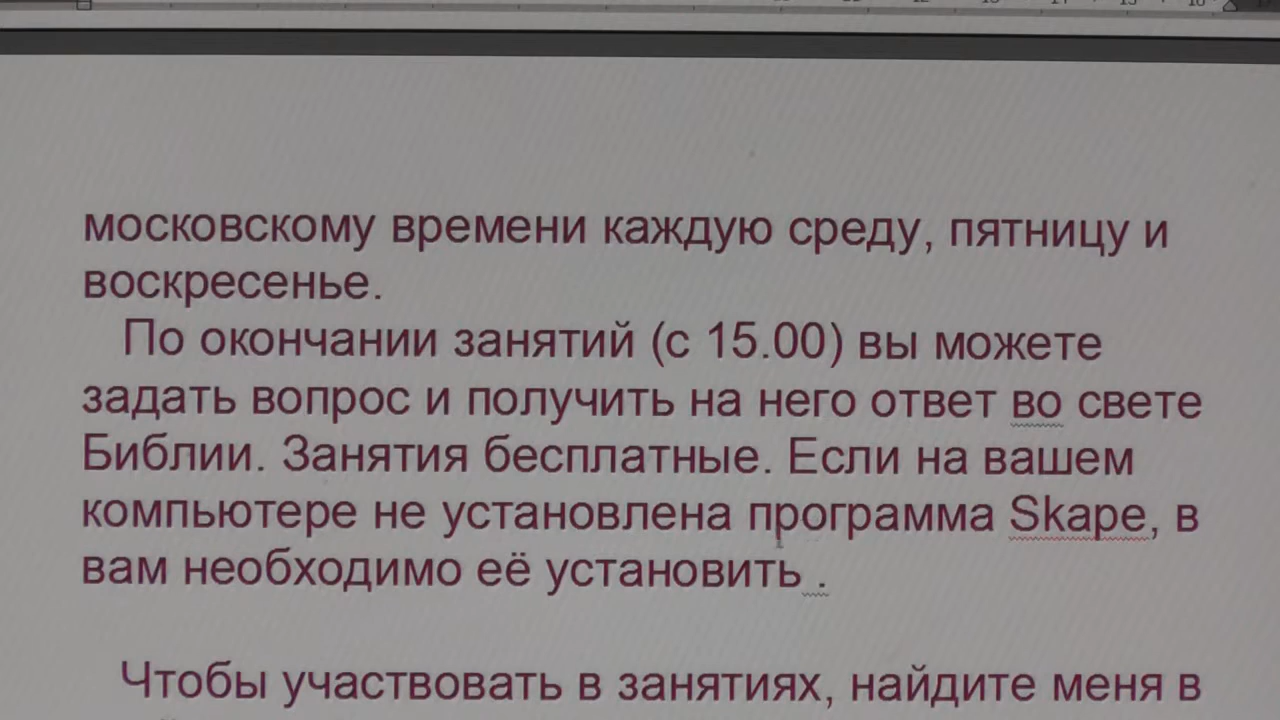 московскому времени каждую среду, пятницу и
воскресенье.
По окончании занятий (с 15.00) вы можете
задать вопрос и получить на него ответ во свете
Библии. Занятия бесплатные. Если на вашем
компьютере не установлена программа Skape, в
вам необходимо её установить .
Чтобы участвовать в занятиях, найдите меня в